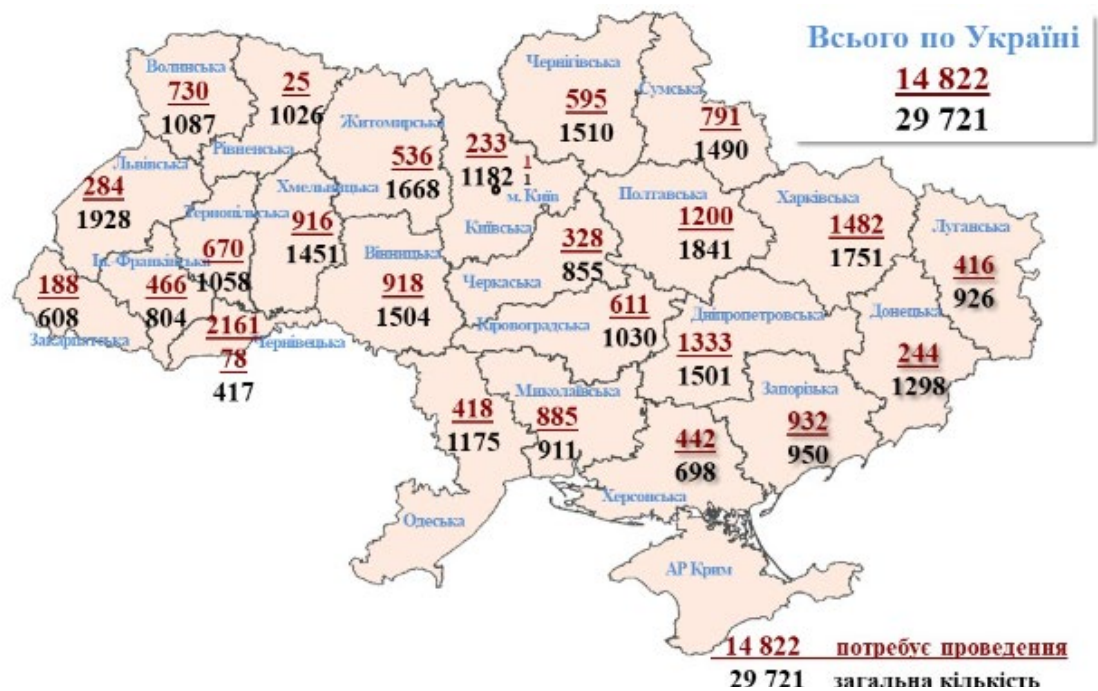 Всього по Україні
14 822
29 721
Волинська
730
1087
25
1026
Рівненська
Житомирська
536
1668
Чернігівська
595
1510
Сумська
791
1490
233
1182
1
1
м. Київ
Київська
Львівська
284
1928
Тернопільська
670
1058
Хмельницька
916
1451
Вінницька
918
1504
Полтавська
1200
1841
Харківська
1482
1751
Луганська
416
926
328
855
Черкаська
Ів. Франківська
466
804
188
608
Закарпатська
2161
78
417
Чернівецька
611
1030
Кіровоградська
Дніпропетровська
1333
1501
Донецька
244
1298
Запорізька
932
950
Миколаївська
885
911
418
1175
Одеська
442
698
Херсонська
АР Крим
14 822 потребує проведення
29 721 загальна кількість